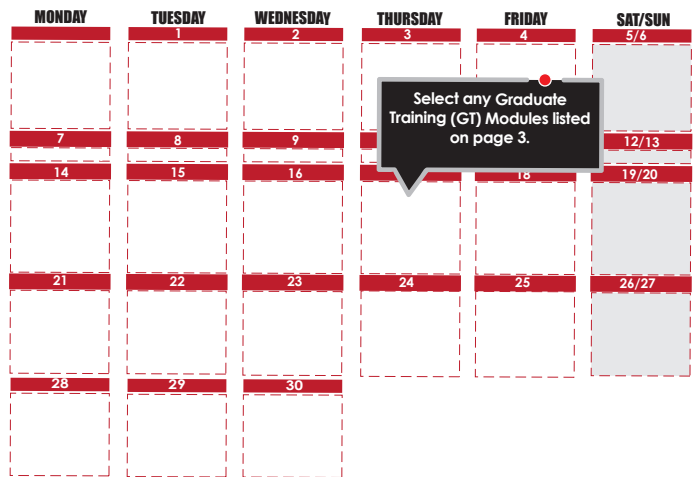 MONDAY TUESDAY WEDNESDAY THURSDAY FRIDAY SAT/SUN
1 2 3 4 5/6
Select any Graduate
Training (GT) Modules listed
on page 3.
7 8 9 12/13
14 15 16 18 19/20
21 22 23 24 25 26/27
28 29 30